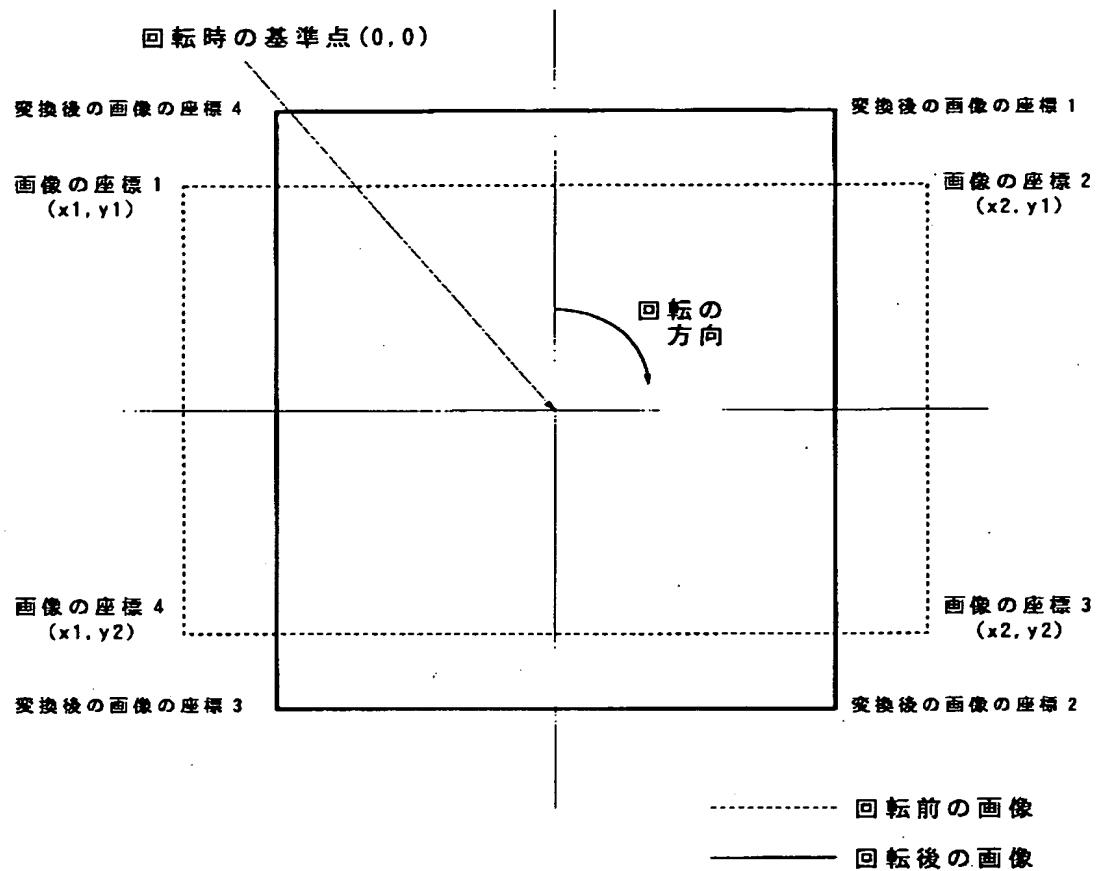 回転時の基準点(0,0)
変換後の画像の座標4
変換後の画像の座標1
画像の座標1
(x1,y1)
画像の座標2
(x2,y1)
回転の
方向
画像の座標4
(x1,y2)
画像の座標3
(x2,y2)
変換後の画像の座標3
変換後の画像の座標2
回転前の画像
回転後の画像